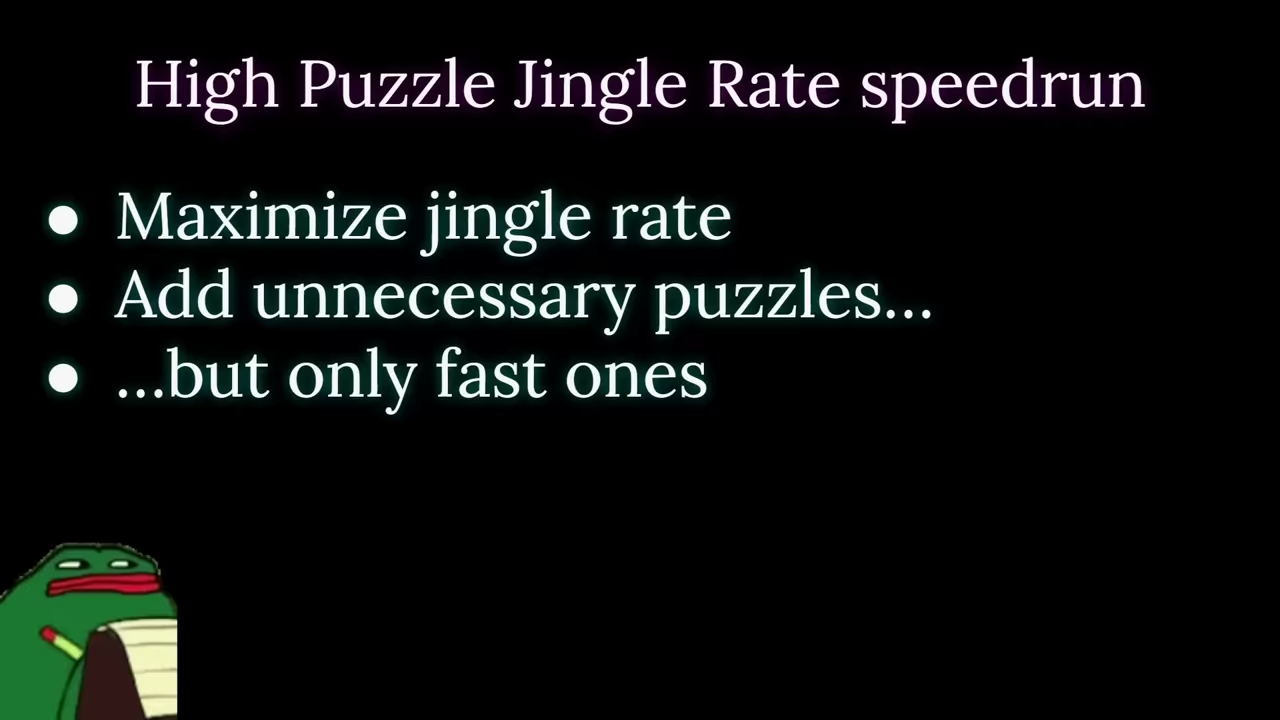 High Puzzle Jingle Rate speedrun
● Maximize jingle rate
● Add unnecessary puzzles...
● ...but only fast ones